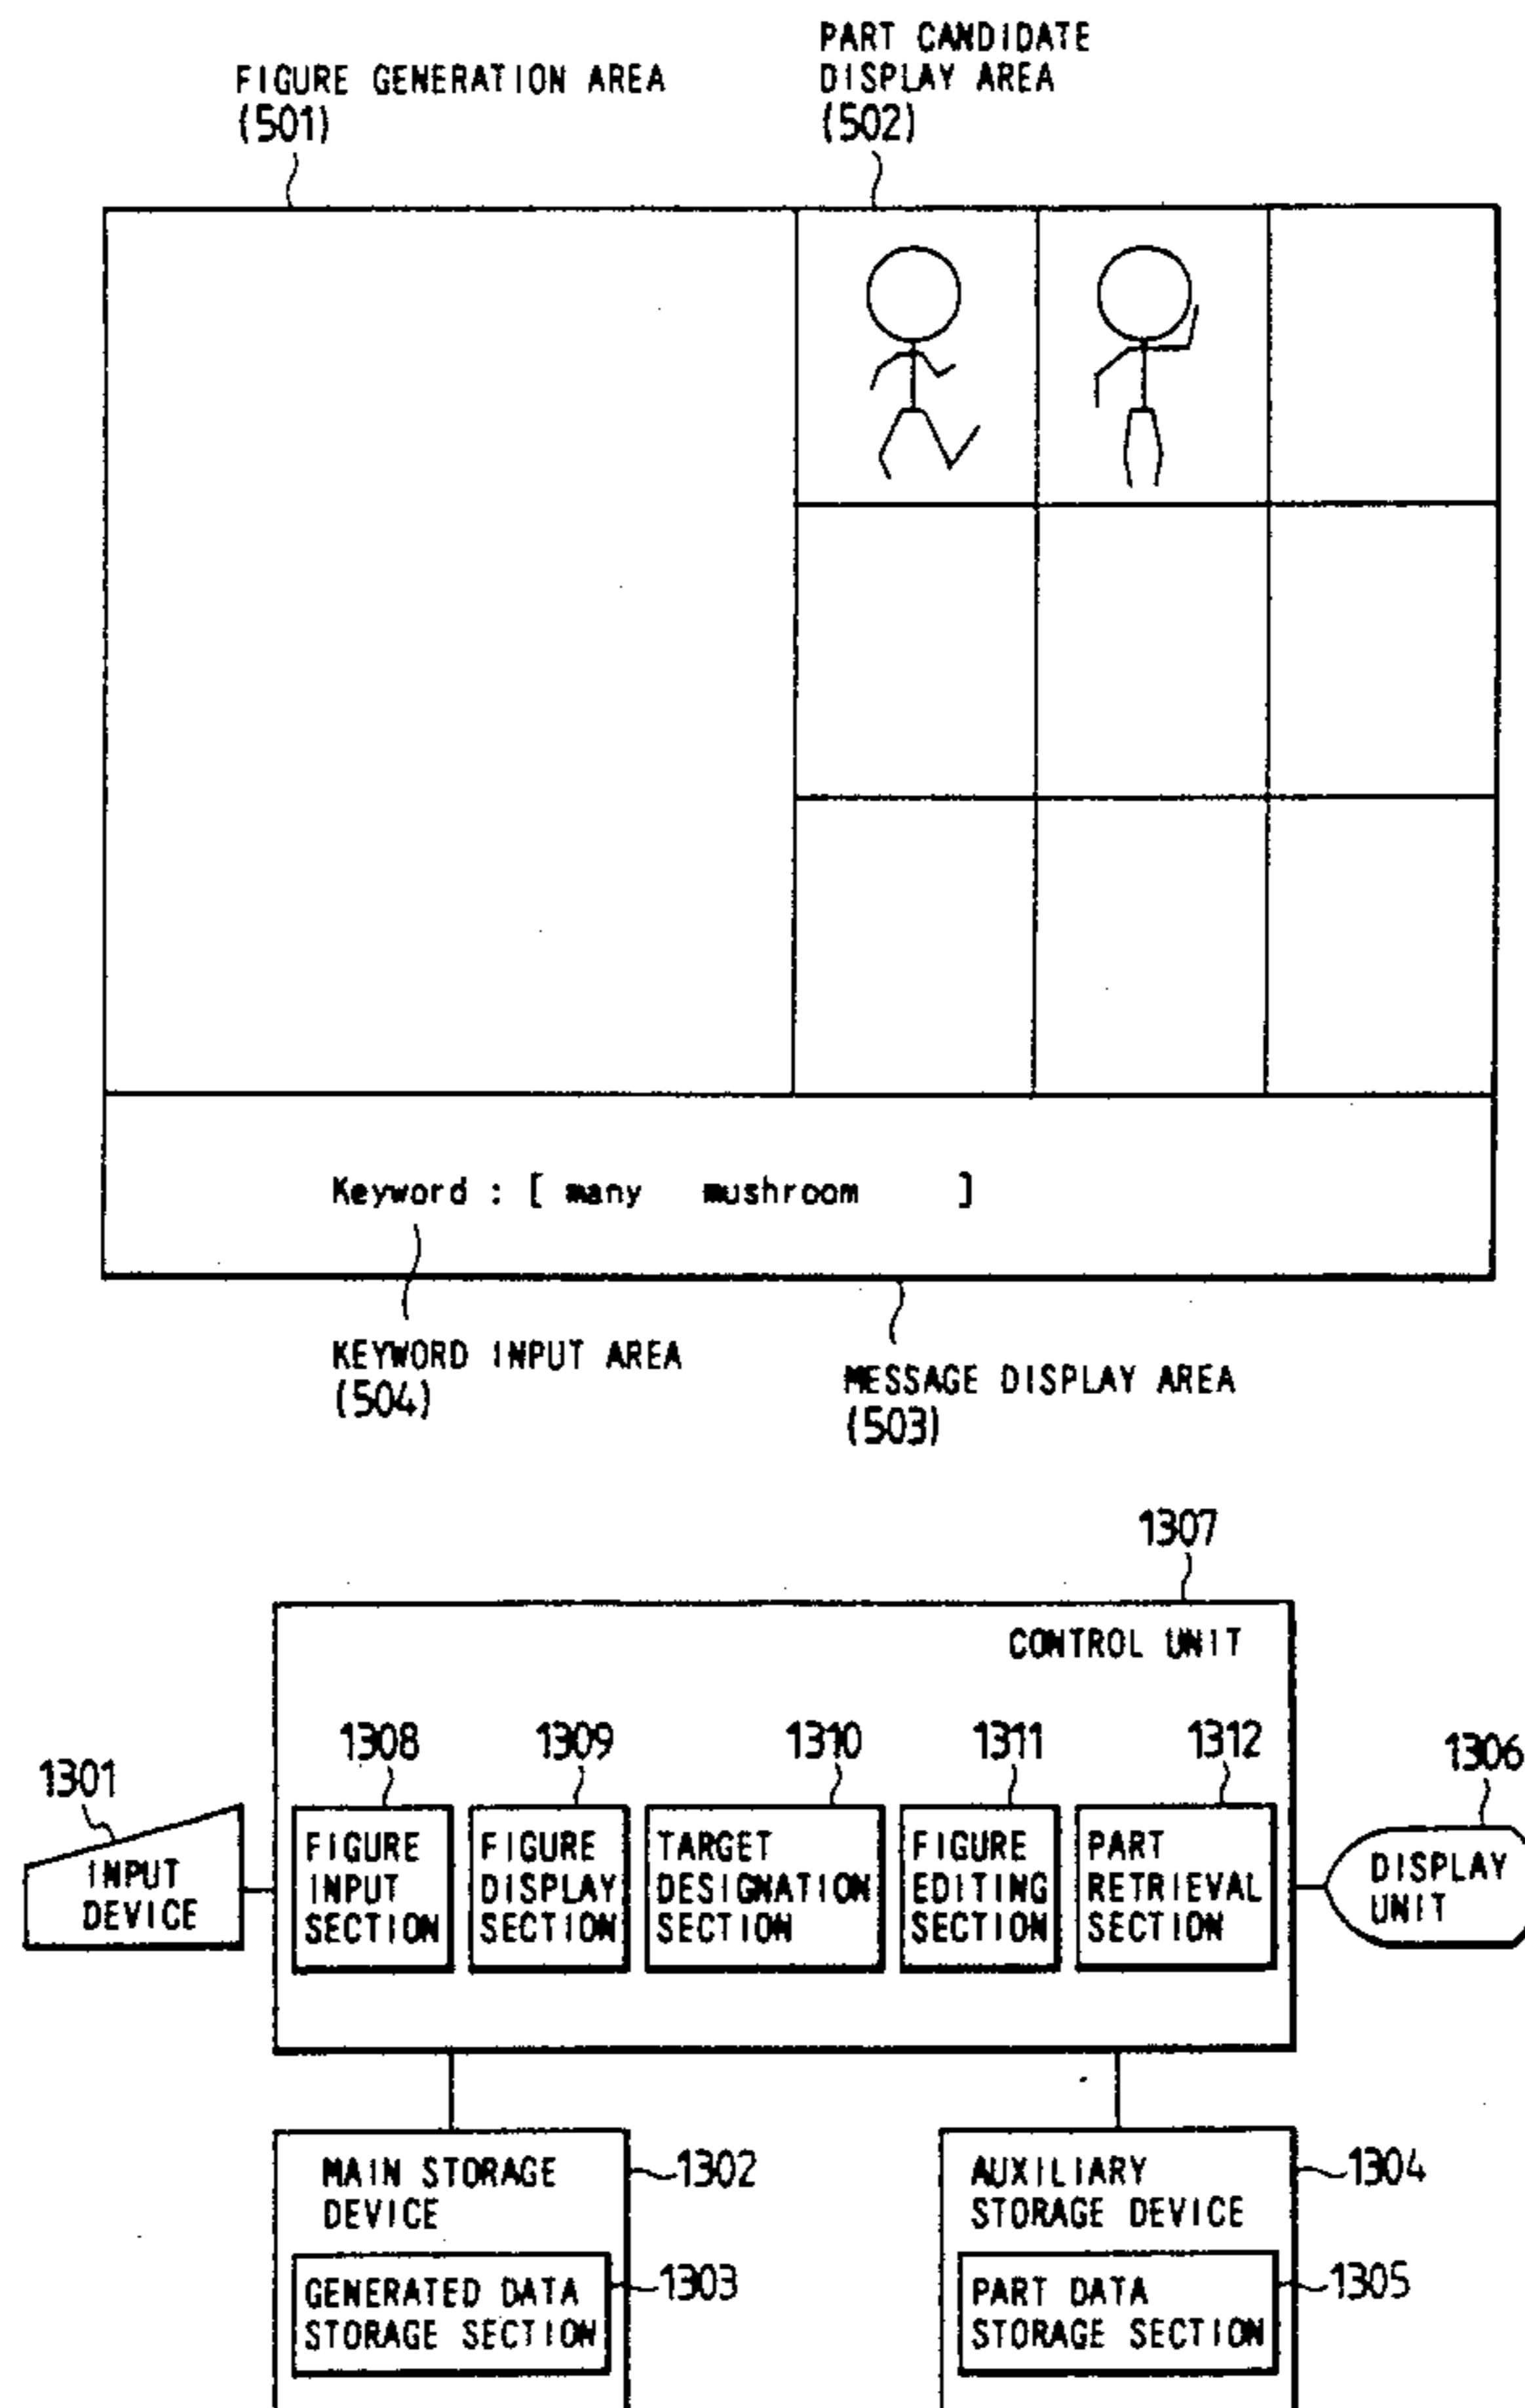 FIGURE GENERATION AREA
(501)
PART CANDIDATE
DISPLAY AREA
(502)
Keyword : [ many mushroom ]
KEYWORD INPUT AREA
(504)
MESSAGE DISPLAY AREA
(503)
1307
CONTROL UNIT
1301
INPUT
DEVICE
1308
FIGURE
INPUT
SECTION
1309
FIGURE
DISPLAY
SECTION
1310
TARGET
DESIGNATION
SECTION
1311
FIGURE
EDITING
SECTION
1312
PART
RETRIEVAL
SECTION
1306
DISPLAY
UNIT
MAIN STORAGE
DEVICE
1302
GENERATED DATA
STORAGE SECTION
1303
AUXILIARY
STORAGE DEVICE
1304
PART DATA
STORAGE SECTION
1305